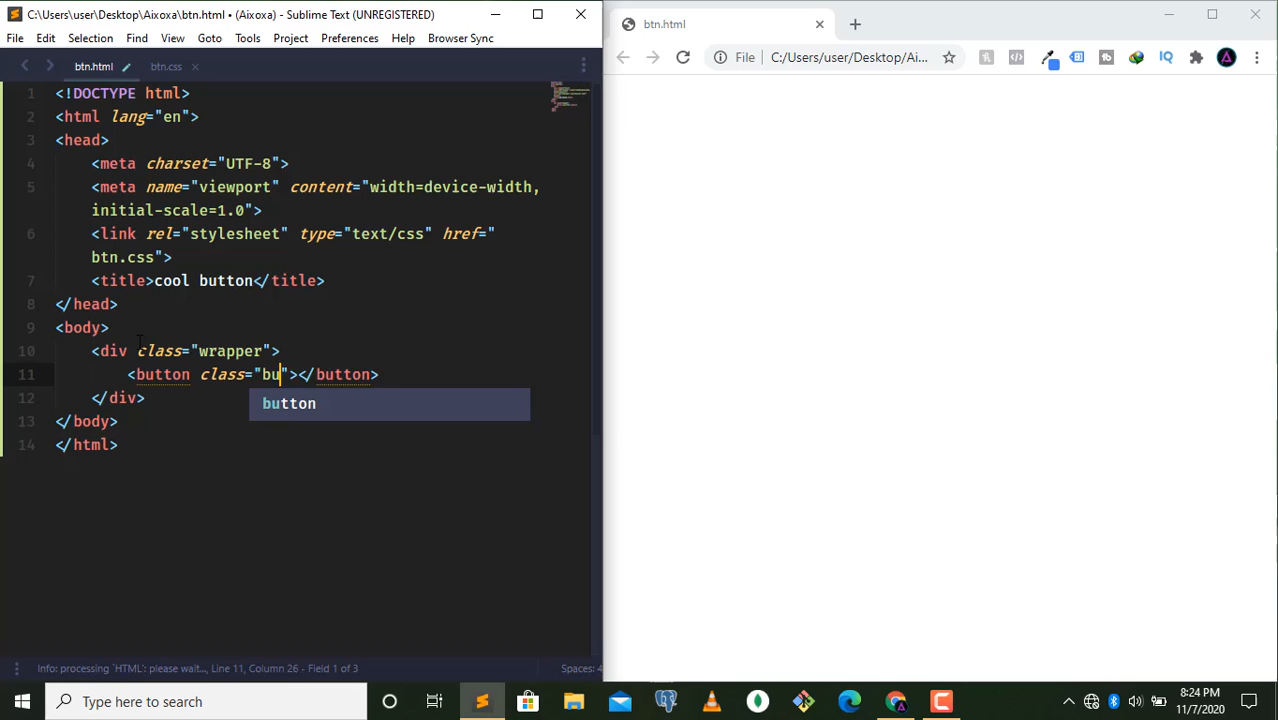 C:\Users\user\Desktop\Aixoxa\btn.html • (Aixoxa) - Sublime Text (UNREGISTERED)
File Edit Selection Find View Goto Tools Project Preferences Help Browser Sync
btn.html btn.css
1 <!DOCTYPE html>
2 <html lang="en">
3 <head>
4 <meta charset="UTF-8">
5 <meta name="viewport" content="width=device-width,
initial-scale=1.0">
6 <link rel="stylesheet" type="text/css" href="
btn.css">
7 <title>cool button</title>
8 </head>
9 <body>
10 <div class="wrapper">
11 <button class="bu"></button>
button
12 </div>
13 </body>
14 </html>
Info: processing `HTML`: please wait..., Line 11, Column 26 - Field 1 of 3
Spaces: 4
btn.html
File C:/Users/user/Desktop/Ai...
IQ
Type here to search
8:24 PM
11/7/2020